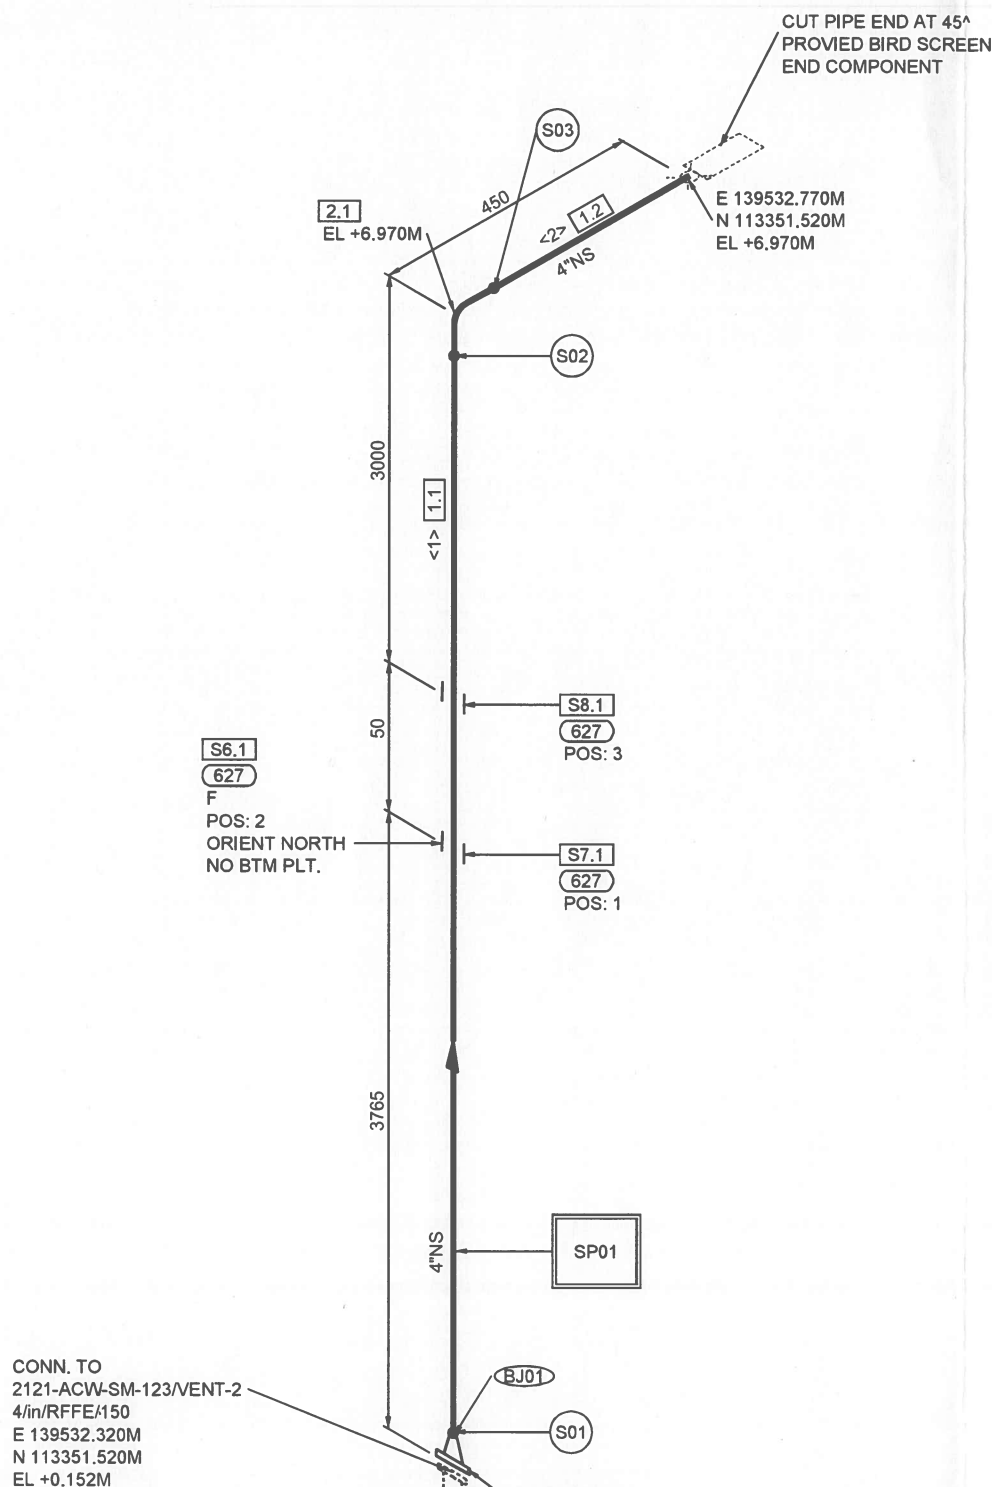 CUT PIPE END AT 45^
PROVIED BIRD SCREEN
END COMPONENT
S03
450
2.1
EL +6.970M
<2> 1.2
4"NS
E 139532.770M
N 113351.520M
EL +6.970M
S02
3000
<1> 1.1
50
S8.1
627
POS: 3
S6.1
627
F
POS: 2
ORIENT NORTH
NO BTM PLT.
S7.1
627
POS: 1
3765
4"NS
SP01
BJ01
S01
CONN. TO
2121-ACW-SM-123/VENT-2
4/in/RFFE/150
E 139532.320M
N 113351.520M
EL +0.152M